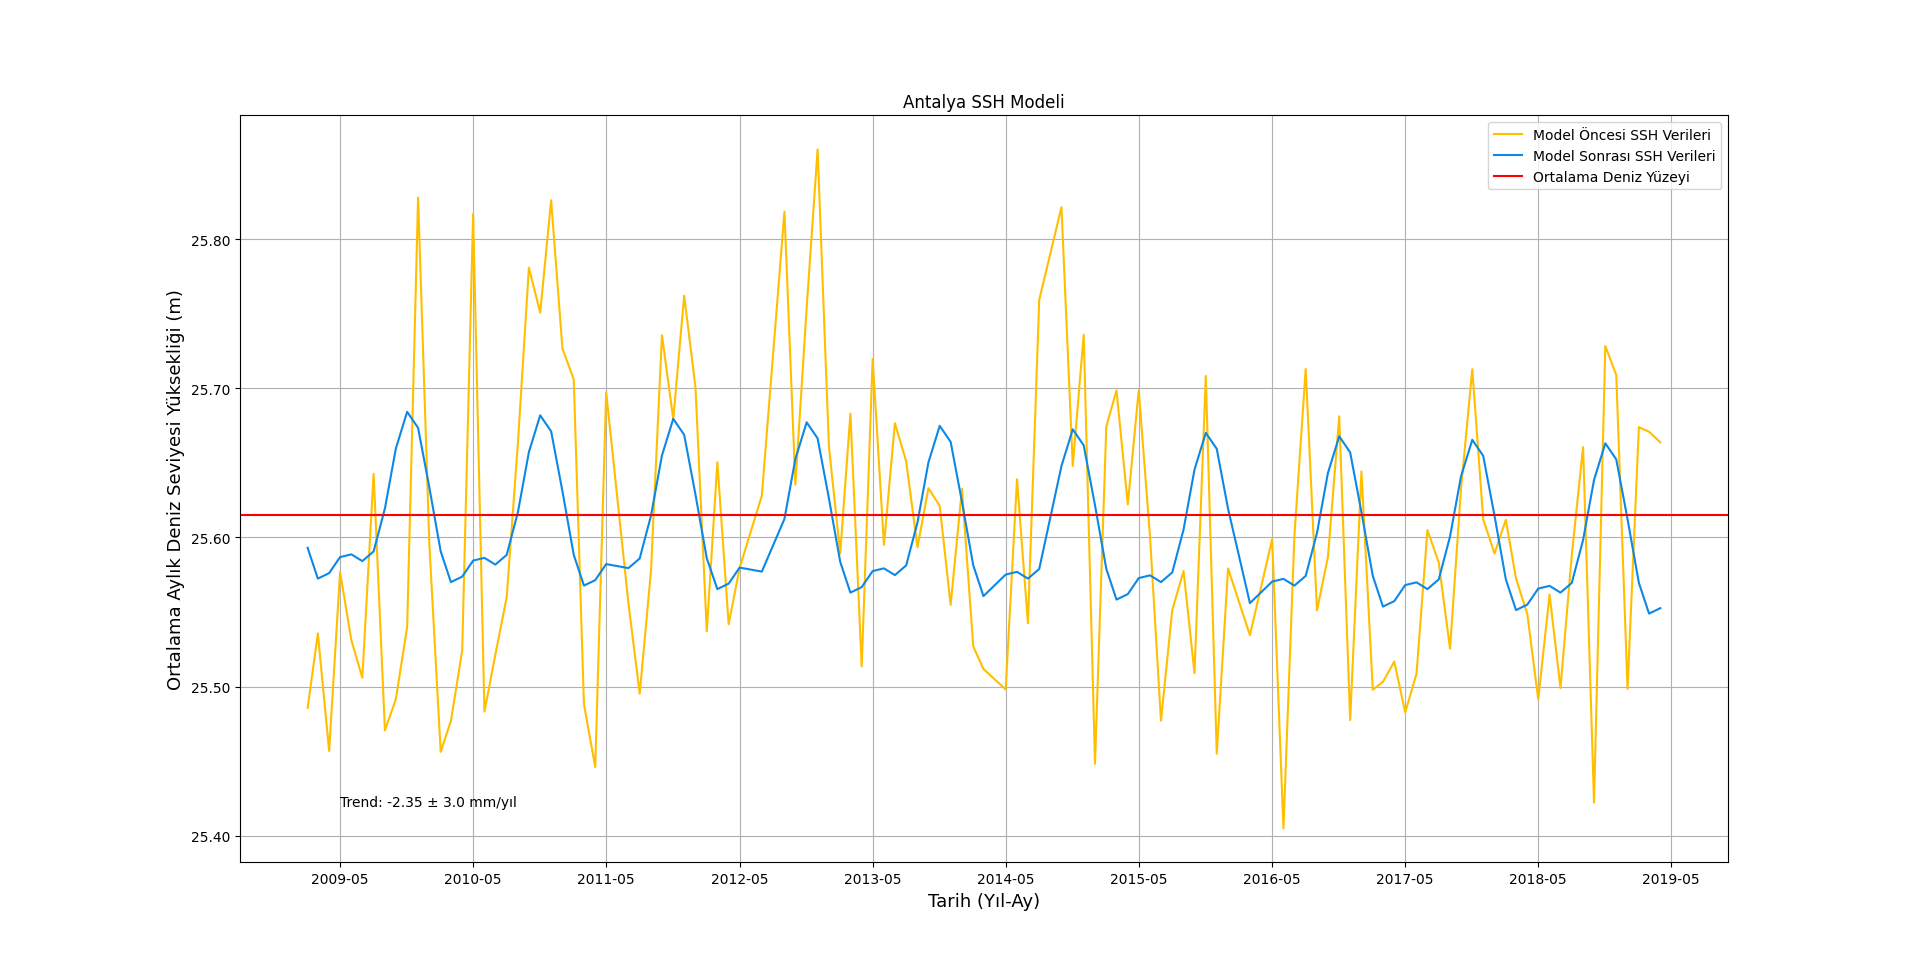 Antalya SSH Modeli
Model Öncesi SSH Verileri
Model Sonrası SSH Verileri
Ortalama Deniz Yüzeyi
Ortalama Aylık Deniz Seviyesi Yüksekliği (m)
25.80
25.70
25.60
25.50
25.40
Trend: -2.35 ± 3.0 mm/yıl
2009-05 2010-05 2011-05 2012-05 2013-05 2014-05 2015-05 2016-05 2017-05 2018-05 2019-05
Tarih (Yıl-Ay)